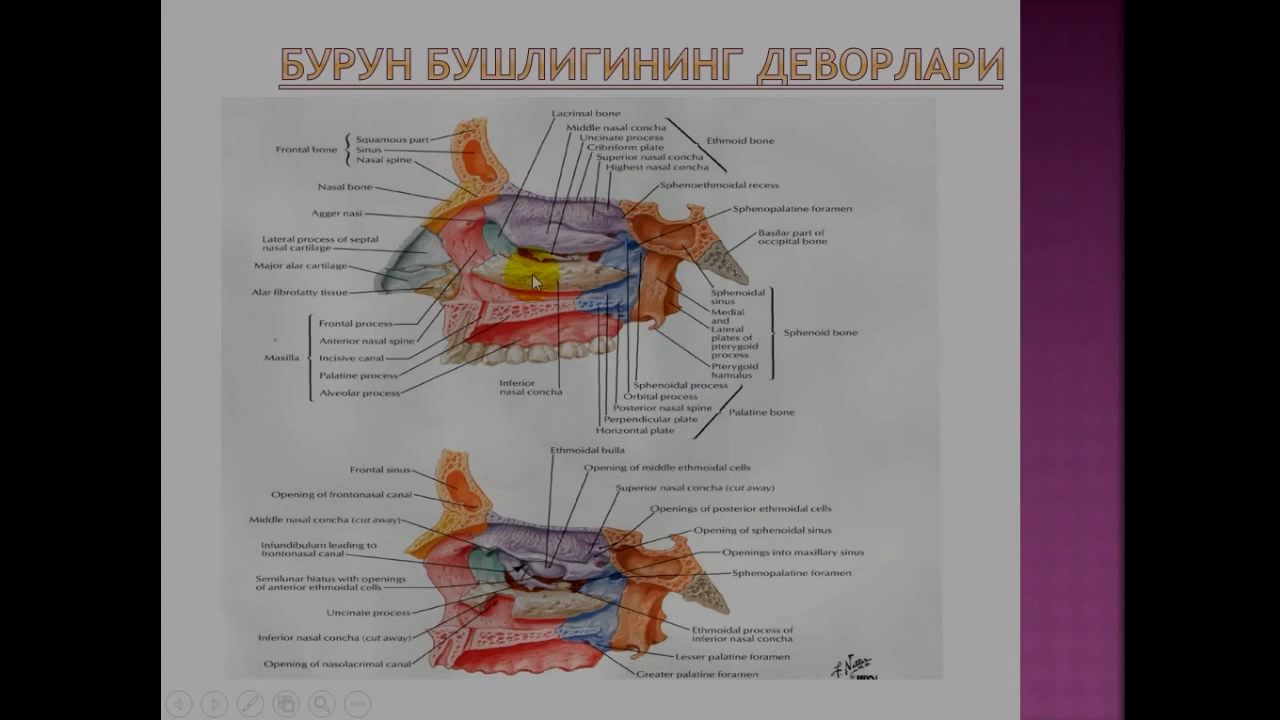 БУРУН БУШЛИГИНИНГ ДЕВОРЛАРИ
Lacrimal bone
Middle nasal concha
Uncinate process
Cribriform plate
Superior nasal concha
Highest nasal concha
Ethmoid bone
Frontal bone
Squamous part
Sinus
Nasal spine
Nasal bone
Agger nasi
Lateral process of septal
nasal cartilage
Major alar cartilage
Alar fibrofatty tissue
Maxilla
Frontal process
Anterior nasal spine
Incisive canal
Palatine process
Alveolar process
Sphenoethmoidal recess
Sphenopalatine foramen
Basilar part of
occipital bone
Sphenoidal
sinus
Medial
and
Lateral
plates of
pterygoid
process
Pterygoid
hamulus
Sphenoid bone
Inferior
nasal concha
Sphenoidal process
Orbital process
Posterior nasal spine
Perpendicular plate
Horizontal plate
Palatine bone
Ethmoidal bulla
Opening of middle ethmoidal cells
Superior nasal concha (cut away)
Openings of posterior ethmoidal cells
Opening of sphenoidal sinus
Openings into maxillary sinus
Sphenopalatine foramen
Frontal sinus
Opening of frontonasal canal
Middle nasal concha (cut away)
Infundibulum leading to
frontonasal canal
Semilunar hiatus with openings
of anterior ethmoidal cells
Uncinate process
Inferior nasal concha (cut away)
Opening of nasolacrimal canal
Ethmoidal process of
inferior nasal concha
Lesser palatine foramen
Greater palatine foramen